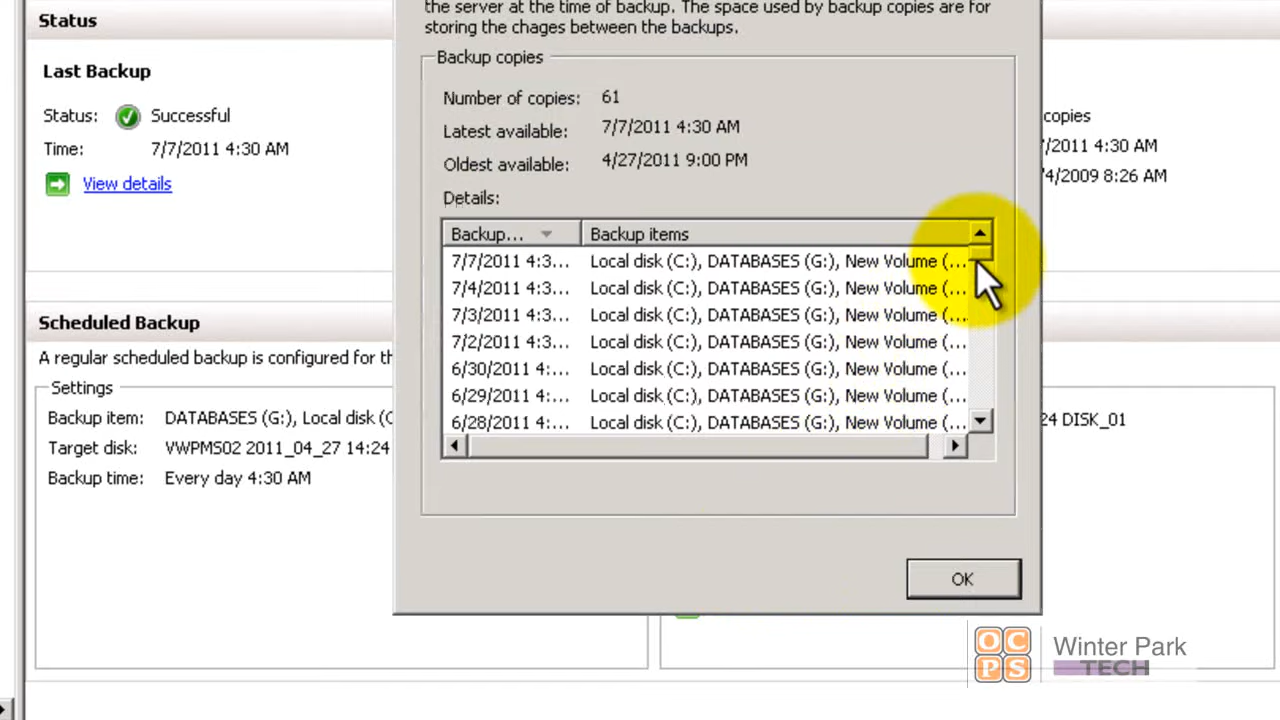 Status
Last Backup
Status: Successful
Time: 7/7/2011 4:30 AM
View details
Scheduled Backup
A regular scheduled backup is configured for th
Settings
Backup item: DATABASES (G:), Local disk (C
Target disk: VWPMS02 2011_04_27 14:24
Backup time: Every day 4:30 AM
the server at the time of backup. The space used by backup copies are for
storing the chages between the backups.
Backup copies
Number of copies: 61
Latest available: 7/7/2011 4:30 AM
Oldest available: 4/27/2011 9:00 PM
Details:
Backup... Backup items
7/7/2011 4:3... Local disk (C:), DATABASES (G:), New Volume (...
7/4/2011 4:3... Local disk (C:), DATABASES (G:), New Volume (...
7/3/2011 4:3... Local disk (C:), DATABASES (G:), New Volume (...
7/2/2011 4:3... Local disk (C:), DATABASES (G:), New Volume (...
6/30/2011 4:... Local disk (C:), DATABASES (G:), New Volume (...
6/29/2011 4:... Local disk (C:), DATABASES (G:), New Volume (...
6/28/2011 4:... Local disk (C:), DATABASES (G:), New Volume (...
OK
copies
/2011 4:30 AM
/4/2009 8:26 AM
24 DISK_01
OCPS
Winter Park
TECH